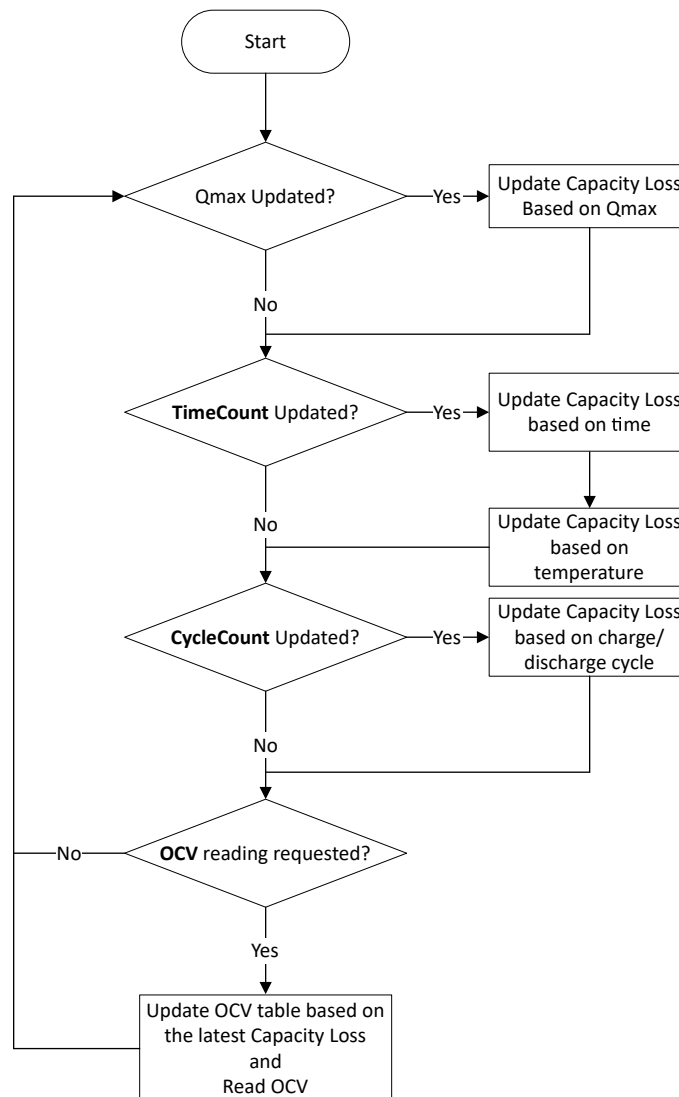 Start
Qmax Updated?
Yes
Update Capacity Loss
Based on Qmax
No
TimeCount Updated?
Yes
Update Capacity Loss
based on time
No
Update Capacity Loss
based on
temperature
CycleCount Updated?
Yes
Update Capacity Loss
based on charge/
discharge cycle
No
OCV reading requested?
No
Yes
Update OCV table based on
the latest Capacity Loss
and
Read OCV